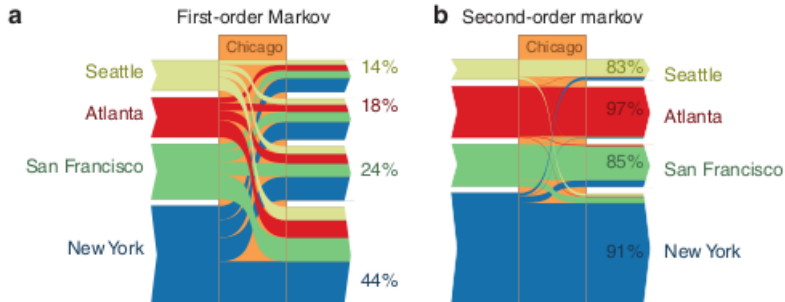 a
First-order Markov
Chicago
Seattle
14%
Atlanta
18%
San Francisco
24%
New York
44%
b
Second-order markov
Chicago
83%
Seattle
97%
Atlanta
85%
San Francisco
91%
New York